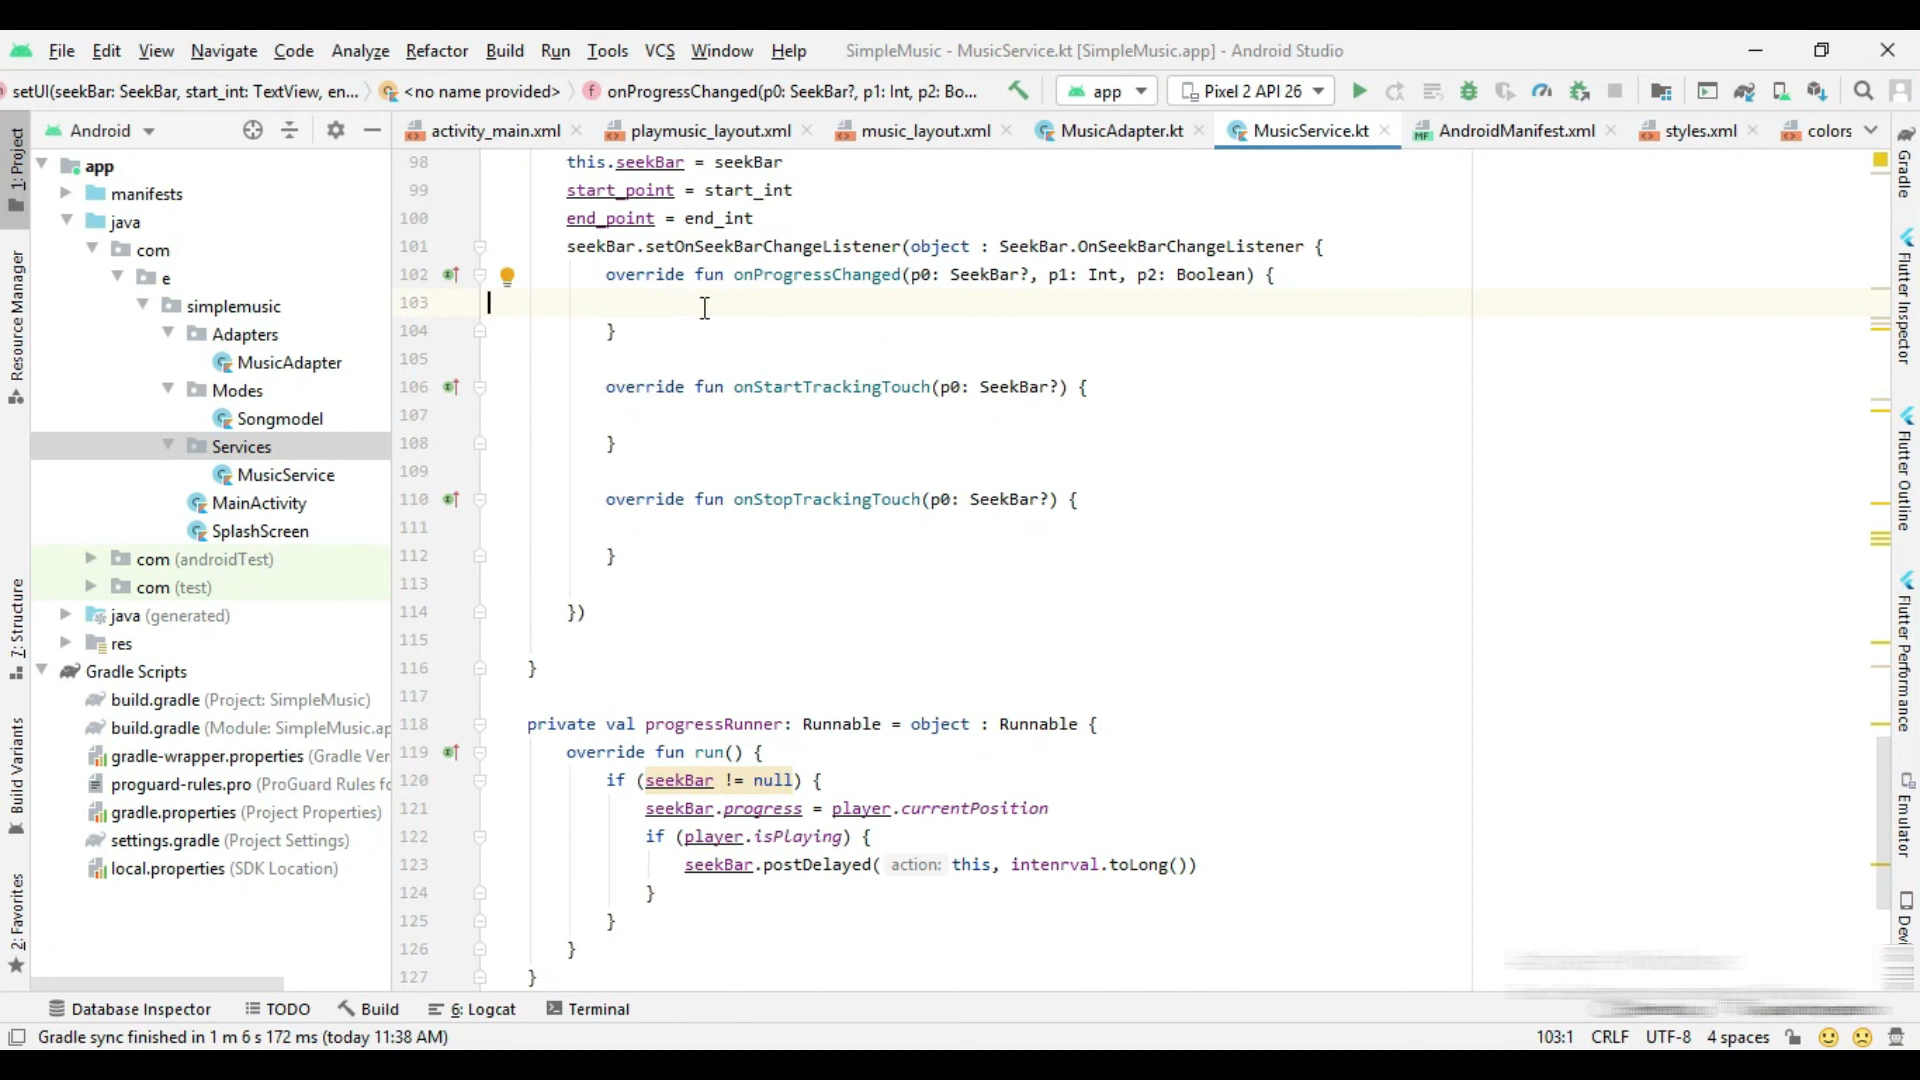 File Edit View Navigate Code Analyze Refactor Build Run Tools VCS Window Help SimpleMusic - MusicService.kt [SimpleMusic.app] - Android Studio
setUI(seekBar: SeekBar, start_int: TextView, en... <no name provided> onProgressChanged(p0: SeekBar?, p1: Int, p2: Bo... app Pixel 2 API 26
Android activity_main.xml playmusic_layout.xml music_layout.xml MusicAdapter.kt MusicService.kt AndroidManifest.xml styles.xml colors
1: Project
Resource Manager
7: Structure
Build Variants
2: Favorites
app
manifests
java
com
e
simplemusic
Adapters
MusicAdapter
Modes
Songmodel
Services
MusicService
MainActivity
SplashScreen
com (androidTest)
com (test)
java (generated)
res
Gradle Scripts
build.gradle (Project: SimpleMusic)
build.gradle (Module: SimpleMusic.ap
gradle-wrapper.properties (Gradle Ver
proguard-rules.pro (ProGuard Rules fo
gradle.properties (Project Properties)
settings.gradle (Project Settings)
local.properties (SDK Location)
98 this.seekBar = seekBar
99 start_point = start_int
100 end_point = end_int
101 seekBar.setOnSeekBarChangeListener(object : SeekBar.OnSeekBarChangeListener {
102 override fun onProgressChanged(p0: SeekBar?, p1: Int, p2: Boolean) {
103
104 }
105
106 override fun onStartTrackingTouch(p0: SeekBar?) {
107
108 }
109
110 override fun onStopTrackingTouch(p0: SeekBar?) {
111
112 }
113
114 })
115
116 }
117
118 private val progressRunner: Runnable = object : Runnable {
119 override fun run() {
120 if (seekBar != null) {
121 seekBar.progress = player.currentPosition
122 if (player.isPlaying) {
123 seekBar.postDelayed( action: this, intenrval.toLong())
124 }
125 }
126 }
127 }
Gradle
Flutter Inspector
Flutter Outline
Flutter Performance
Emulator
Devi
Database Inspector TODO Build 6: Logcat Terminal
Gradle sync finished in 1 m 6 s 172 ms (today 11:38 AM) 103:1 CRLF UTF-8 4 spaces